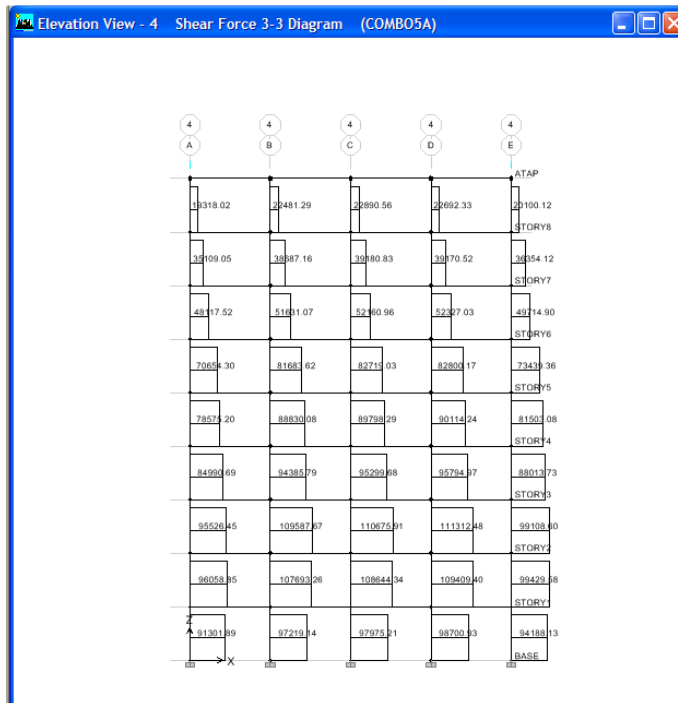 Elevation View - 4 Shear Force 3-3 Diagram (COMBO5A)
4 4 4 4 4
A B C D E
ATAP
19318.02 22481.29 22890.56 22692.33 20100.12
STORY8
35109.05 38687.16 39180.83 39170.52 36354.12
STORY7
48117.52 51631.07 52160.96 52327.03 49714.90
STORY6
70654.30 81683.62 82719.03 82800.17 73439.36
STORY5
78575.20 88830.08 89798.29 90114.24 81503.08
STORY4
84990.69 94385.79 95299.68 95794.97 88013.73
STORY3
95526.45 109587.67 110675.91 111312.48 99108.60
STORY2
96058.85 107693.26 108644.34 109409.40 99429.58
STORY1
Z
91301.89 97219.14 97975.21 98700.93 94188.13
BASE
X